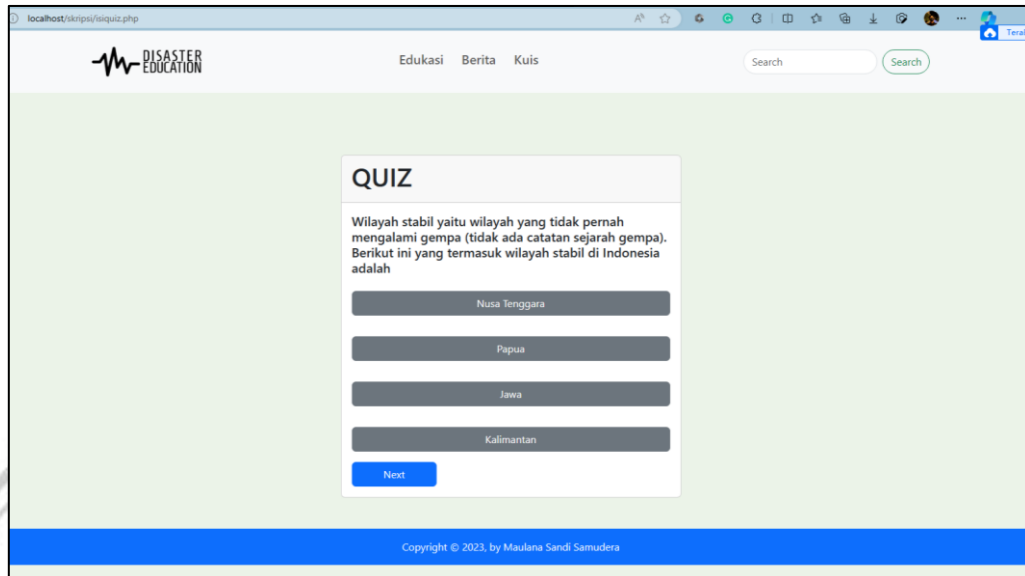 localhost/skripsi/isiquiz.php
Teral
DISASTER
EDUCATION
Edukasi Berita Kuis
Search Search
QUIZ
Wilayah stabil yaitu wilayah yang tidak pernah
mengalami gempa (tidak ada catatan sejarah gempa).
Berikut ini yang termasuk wilayah stabil di Indonesia
adalah
Nusa Tenggara
Papua
Jawa
Kalimantan
Next
Copyright © 2023, by Maulana Sandi Samudera